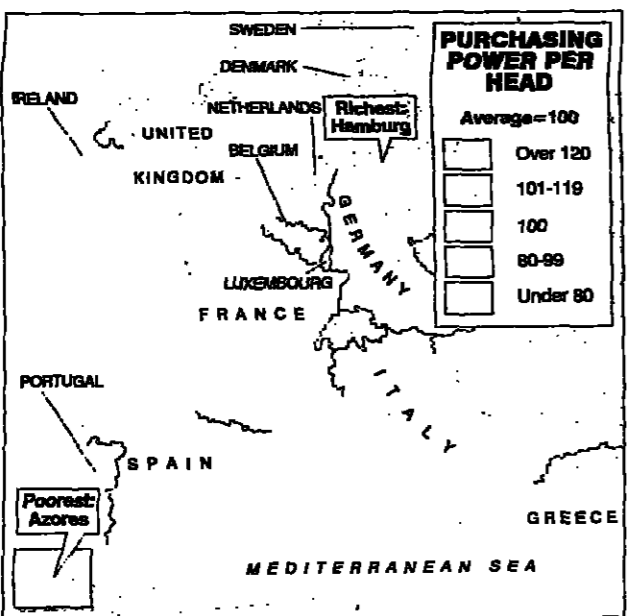 SWEDEN
DENMARK
IRELAND
NETHERLANDS
Richest:
Hamburg
UNITED
KINGDOM
BELGIUM
GERMANY
LUXEMBOURG
FRANCE
ITALY
PORTUGAL
SPAIN
Poorest:
Azores
GREECE
MEDITERRANEAN SEA
PURCHASING
POWER PER
HEAD
Average=100
Over 120
101-119
100
80-99
Under 80